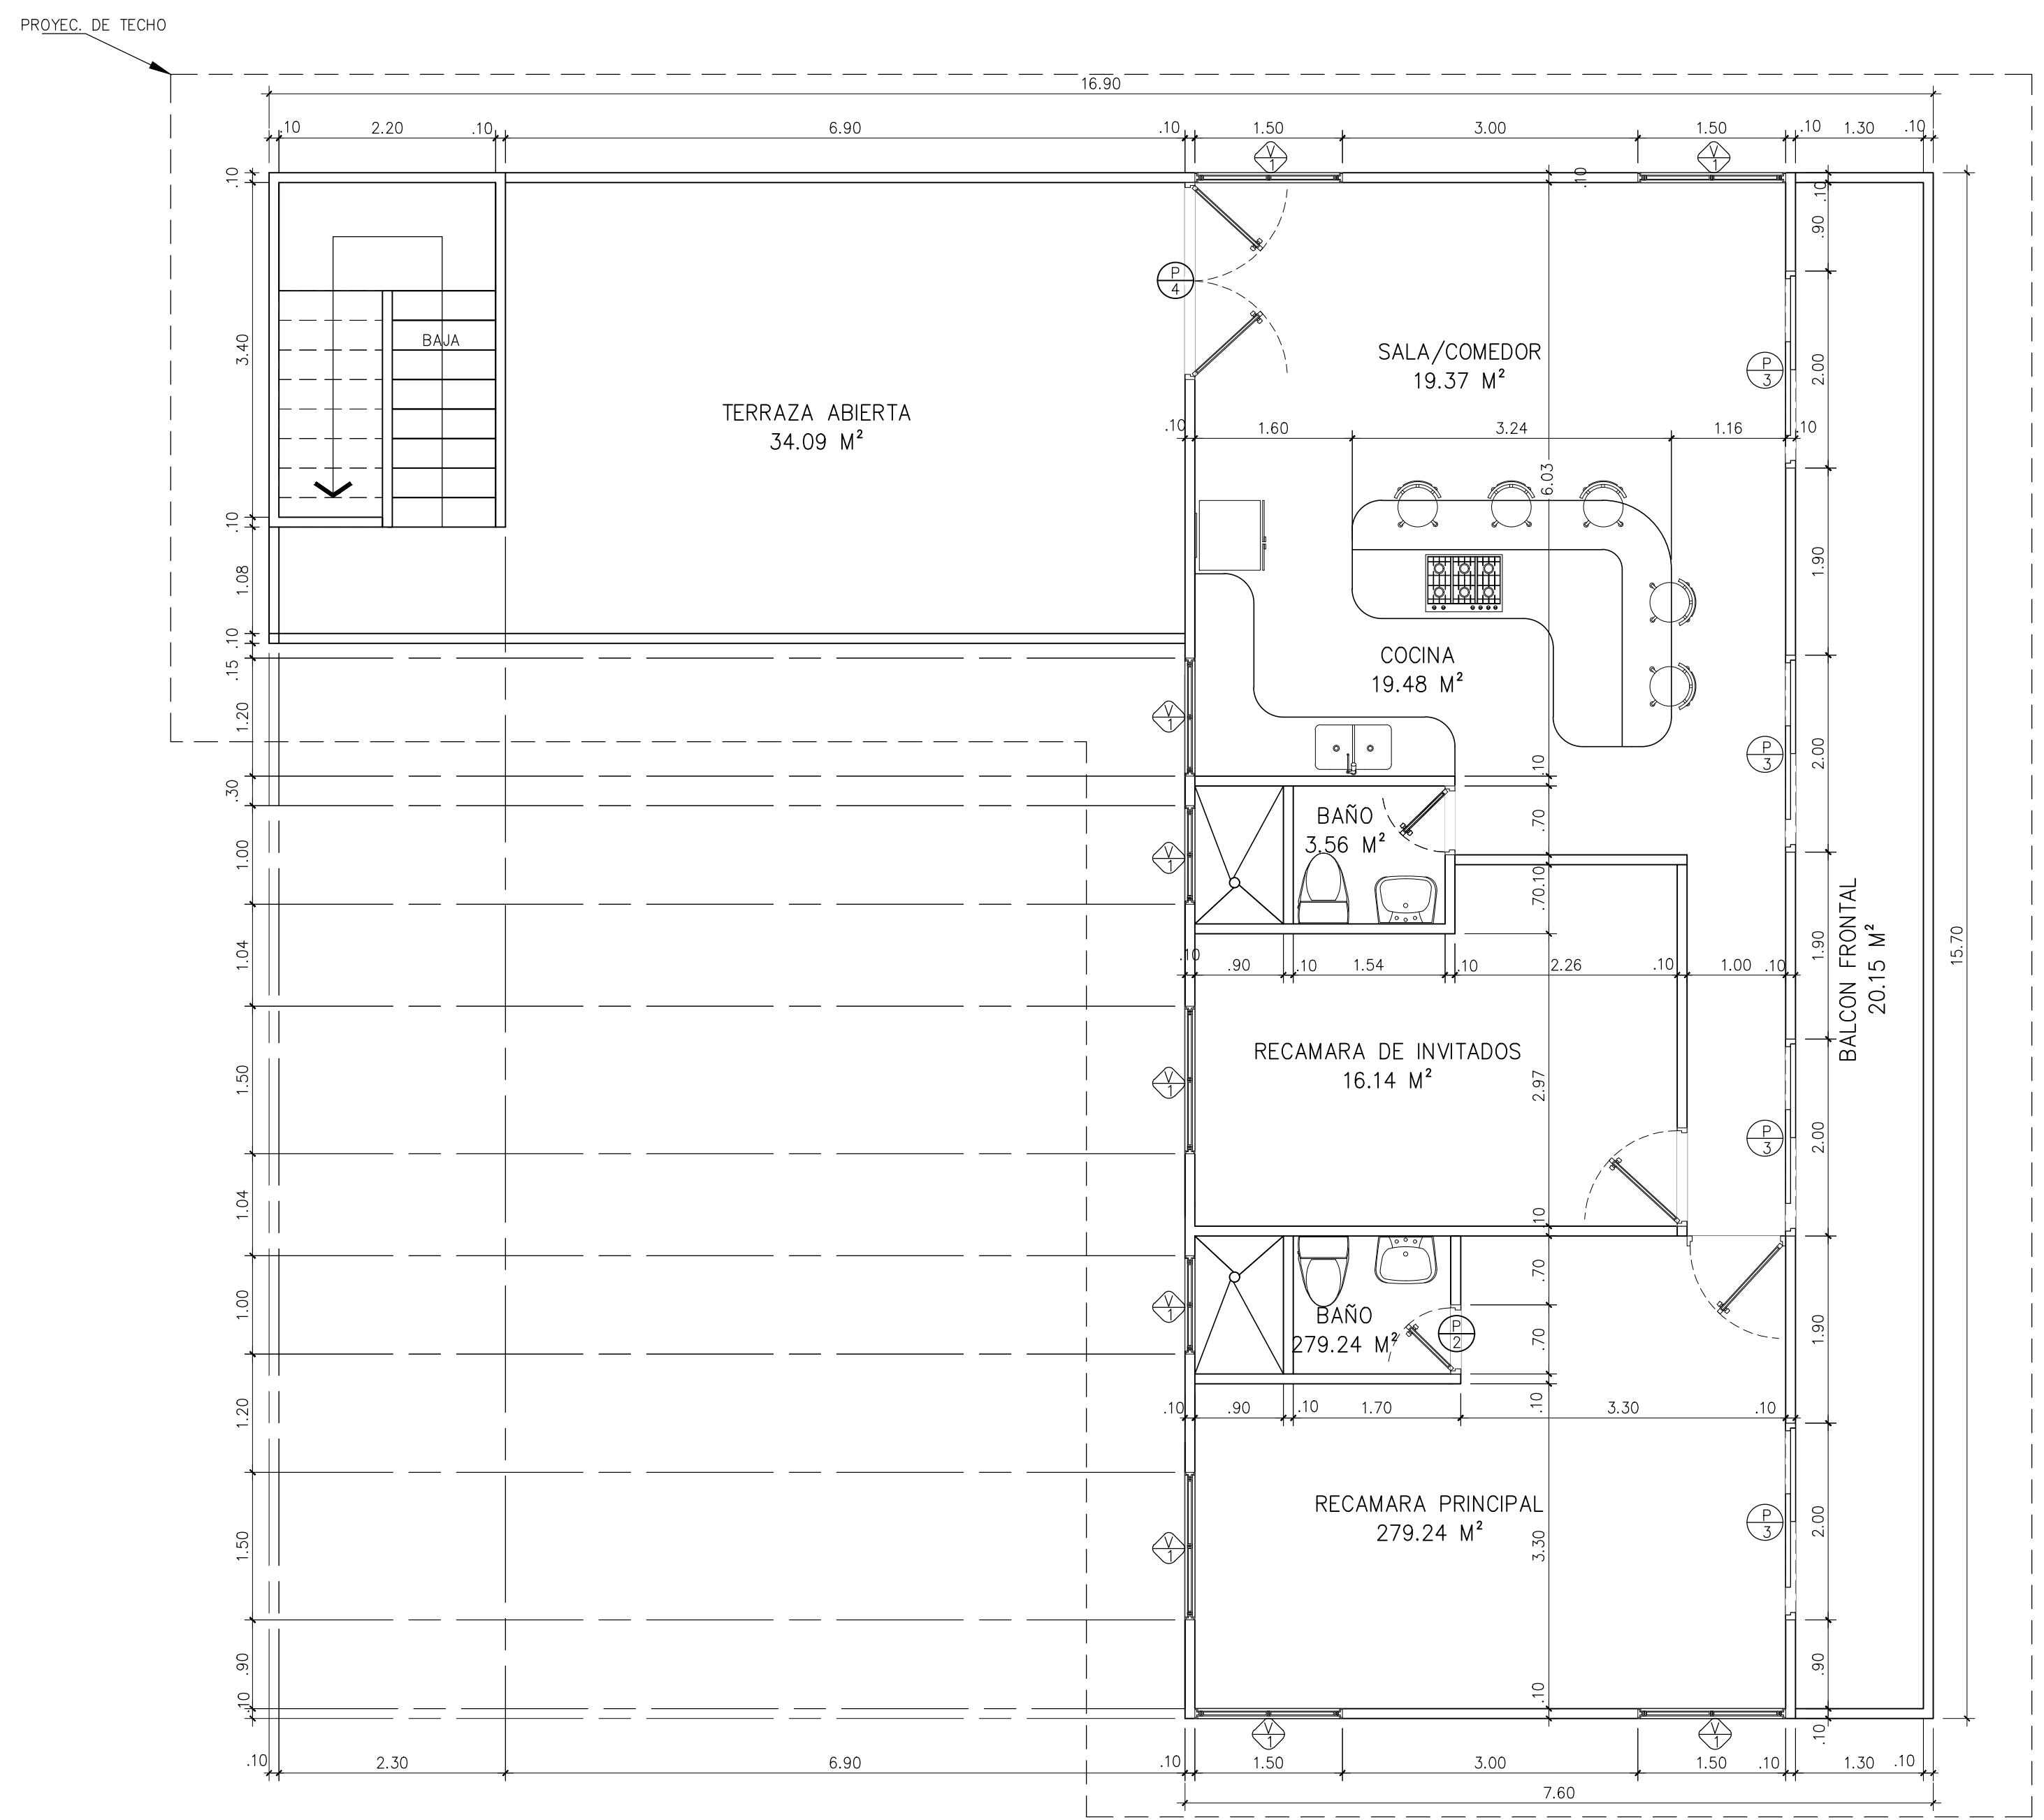 PROYEC. DE TECHO
16.90
.10 2.20 .10 6.90 .10 1.50 3.00 1.50 .10 1.30 .10
V
1
V
1
.10
.10
.10
.90
P
4
3.40
BAJA
SALA/COMEDOR
19.37 M²
P
3
2.00
TERRAZA ABIERTA
34.09 M²
.10 1.60 3.24 1.16 .10
6.03
.10
1.08
1.90
.10
.15
COCINA
19.48 M²
1.20
V
1
P
3
2.00
.10
.30
BAÑO
3.56 M²
.70
1.00
V
1
.10
.70
BALCON FRONTAL
20.15 M²
15.70
1.04
1.90
.10 .90 .10 1.54 .10 2.26 .10 1.00 .10
RECAMARA DE INVITADOS
16.14 M²
1.50
V
1
2.97
P
3
2.00
1.04
.10
.70
1.00
V
1
BAÑO
279.24 M²
P
2
.70
1.90
1.20
.10 .90 .10 1.70 .10 3.30 .10
RECAMARA PRINCIPAL
279.24 M²
1.50
V
1
3.30
P
3
2.00
.90
.10
.10
.90
.10
V
1
V
1
.10 2.30 6.90 .10 1.50 3.00 1.50 .10 1.30 .10
7.60